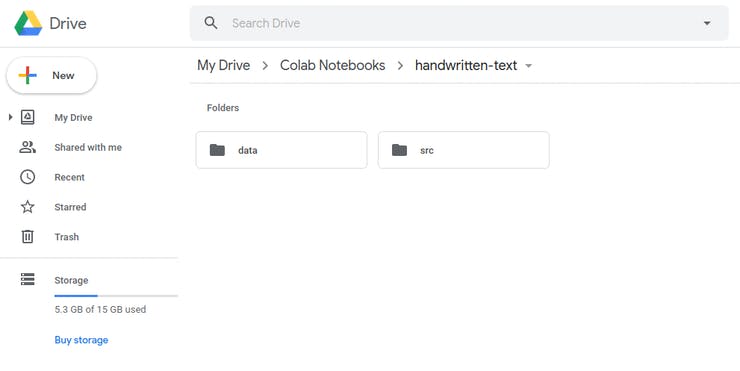 Drive
Search Drive
My Drive > Colab Notebooks > handwritten-text
New
Folders
My Drive
data
src
Shared with me
Recent
Starred
Trash
Storage
5.3 GB of 15 GB used
Buy storage